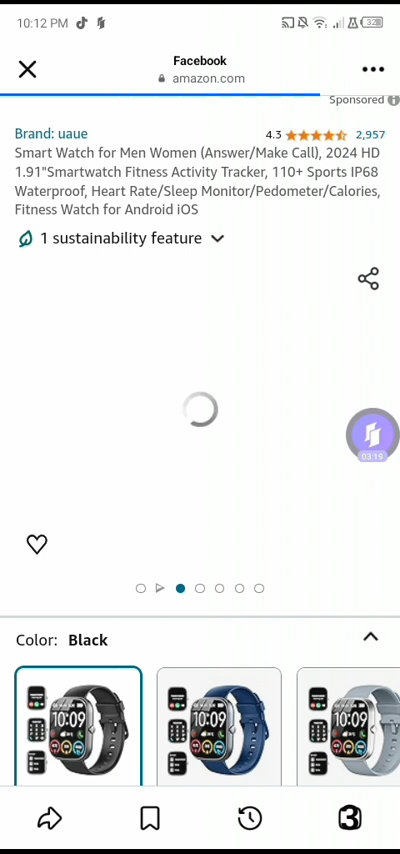 10:12 PM
32
Facebook
amazon.com
Sponsored
Brand: uaue
4.3
2,957
Smart Watch for Men Women (Answer/Make Call), 2024 HD
1.91"Smartwatch Fitness Activity Tracker, 110+ Sports IP68
Waterproof, Heart Rate/Sleep Monitor/Pedometer/Calories,
Fitness Watch for Android iOS
1 sustainability feature
03:19
Color: Black
10:09
10:09
10:09
3